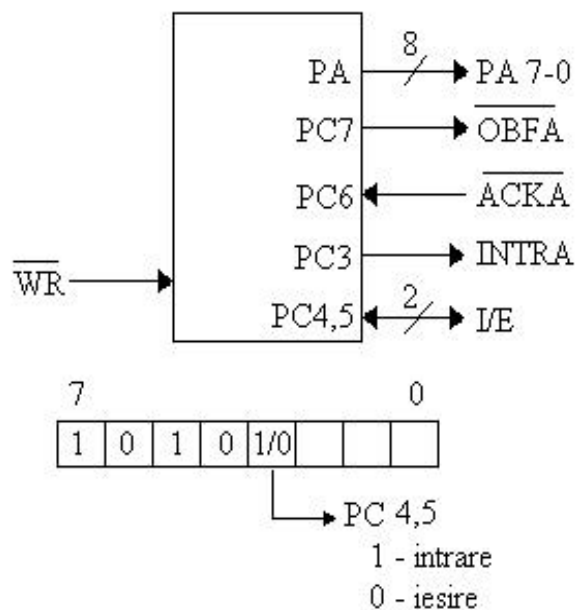 8
PA PA 7-0
PC7 OBFA
PC6 ACKA
PC3 INTRA
WR
2
PC4,5 I/E
7 0
1 0 1 0 1/0
PC 4,5
1 - intrare
0 - iesire